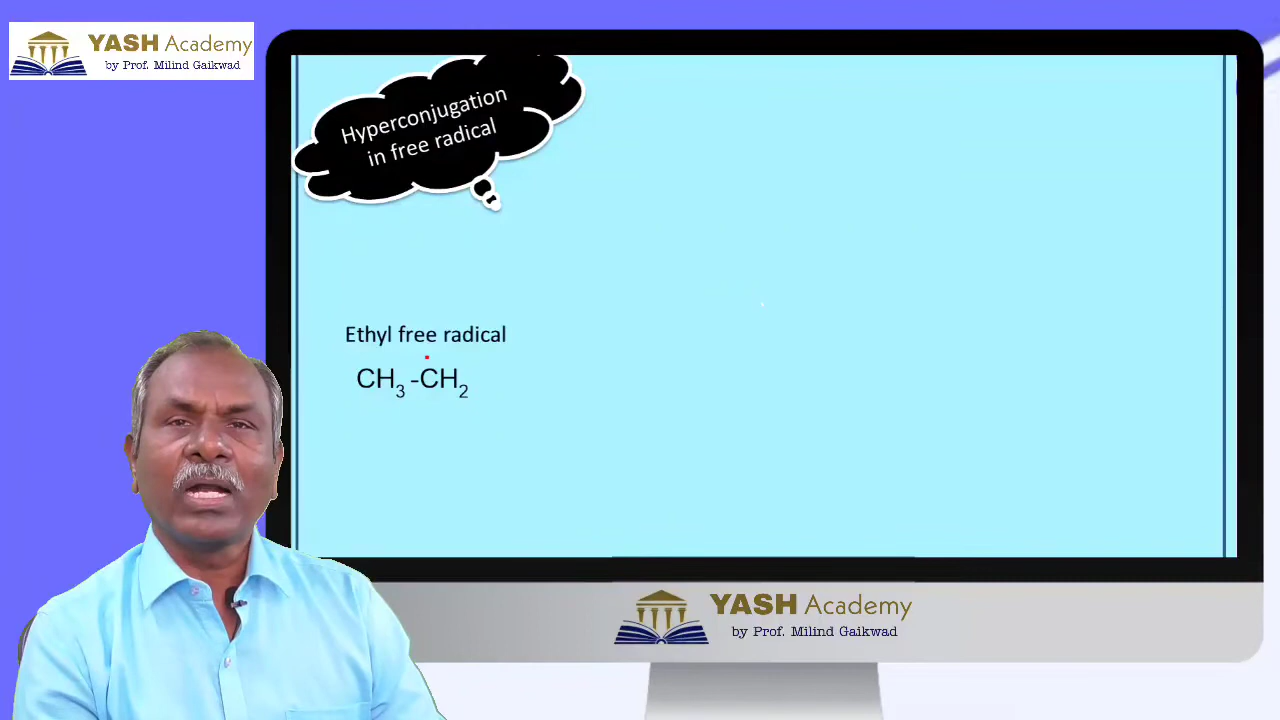 YASH Academy
by Prof. Milind Gaikwad
Hyperconjugation
in free radical
Ethyl free radical
CH₃ -ĊH₂
YASH Academy
by Prof. Milind Gaikwad